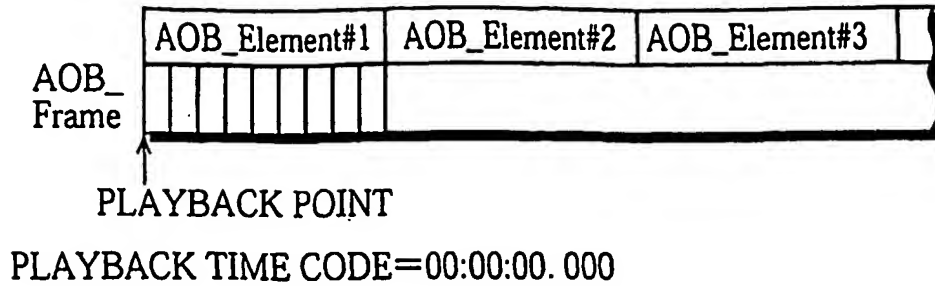 AOB_Element#1 AOB_Element#2 AOB_Element#3
AOB_
Frame
PLAYBACK POINT
PLAYBACK TIME CODE=00:00:00. 000